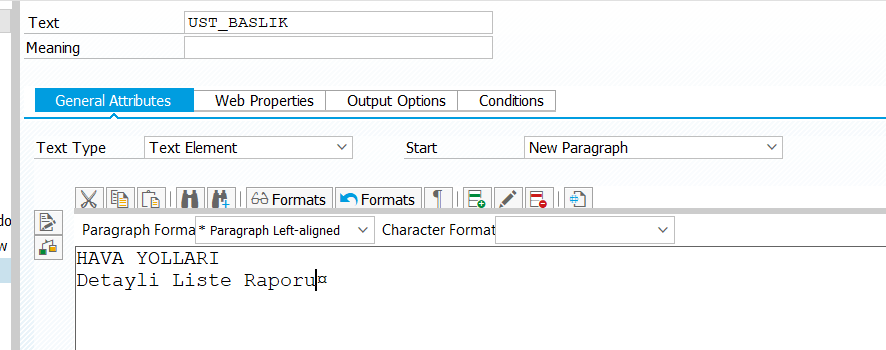 Text UST_BASLIK
Meaning
General Attributes Web Properties Output Options Conditions
Text Type Text Element Start New Paragraph
Formats Formats ¶
Paragraph Forma * Paragraph Left-aligned Character Format
HAVA YOLLARI
Detayli Liste Raporu¤
do
w